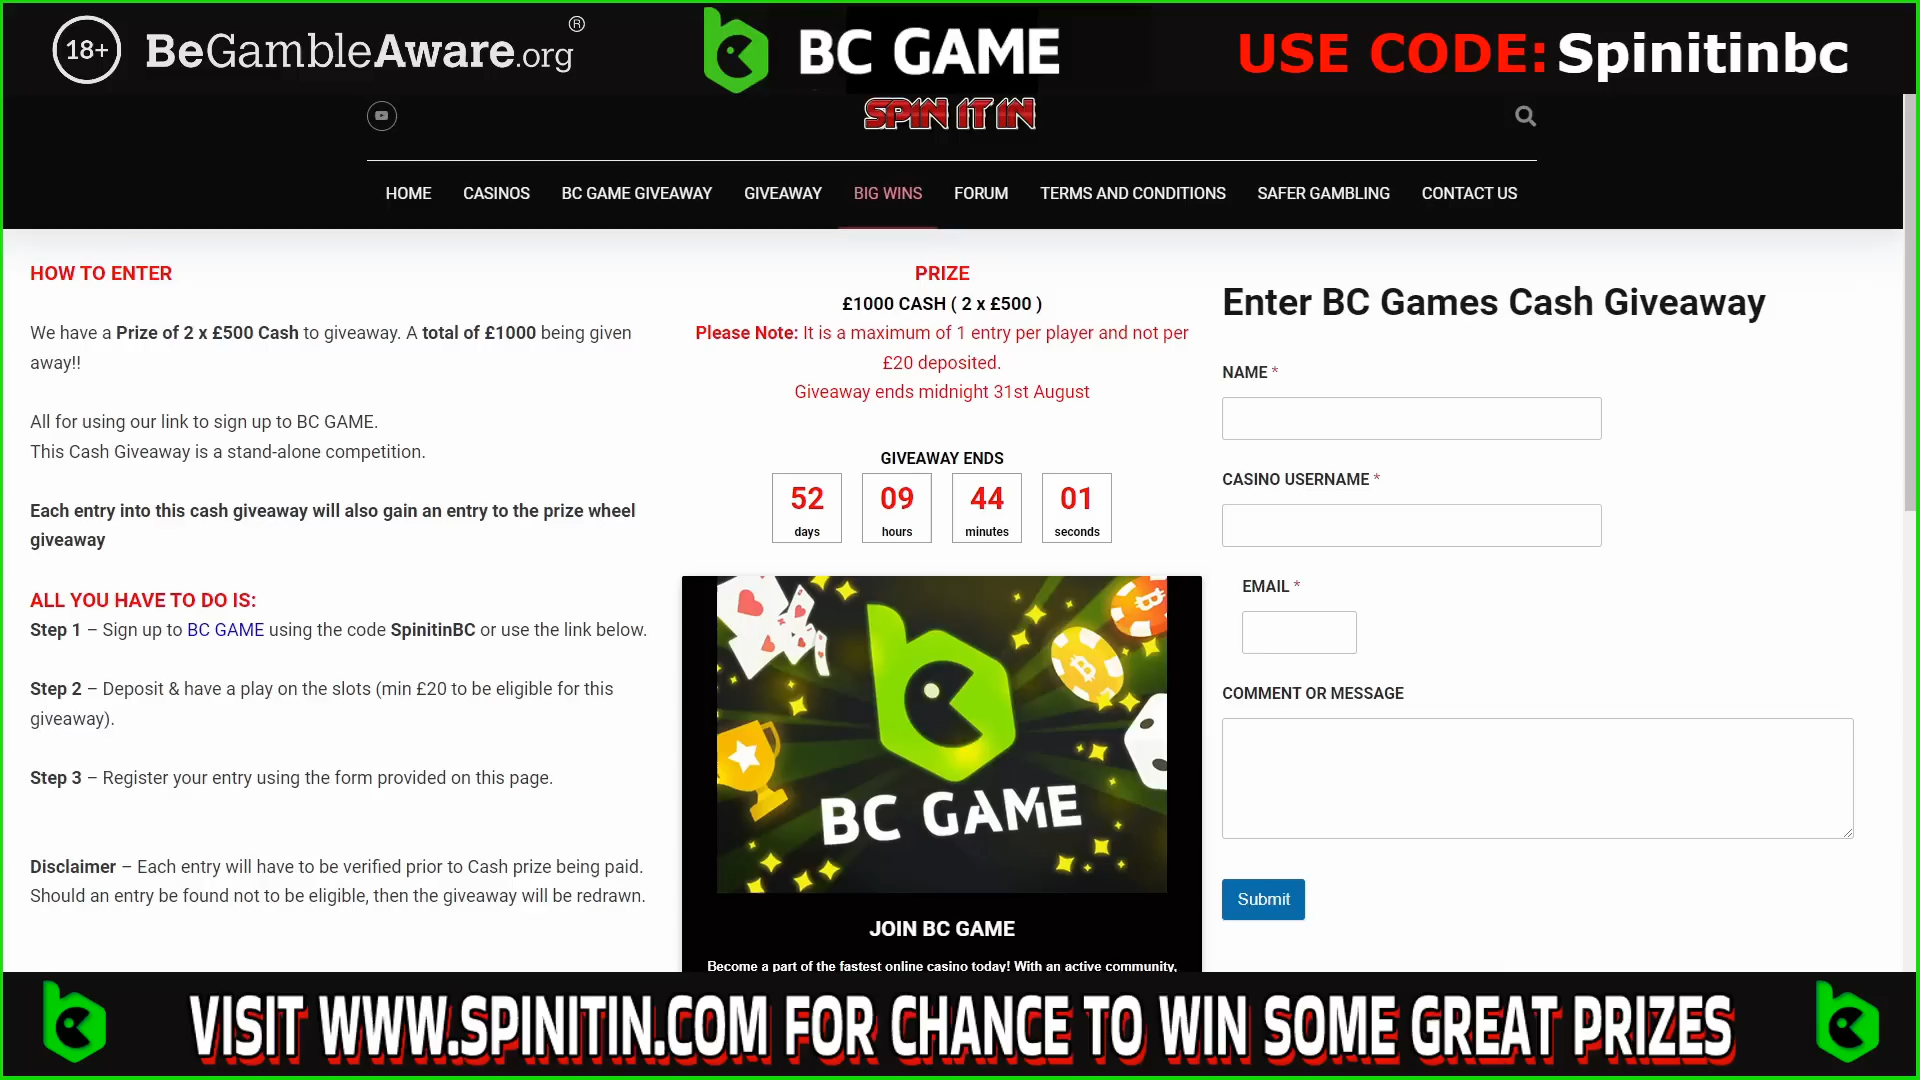 18+ BeGambleAware.org®
BC GAME
USE CODE: Spinitinbc
SPIN IT IN
HOME CASINOS BC GAME GIVEAWAY GIVEAWAY BIG WINS FORUM TERMS AND CONDITIONS SAFER GAMBLING CONTACT US
HOW TO ENTER
We have a Prize of 2 x £500 Cash to giveaway. A total of £1000 being given
away!!
All for using our link to sign up to BC GAME.
This Cash Giveaway is a stand-alone competition.
Each entry into this cash giveaway will also gain an entry to the prize wheel
giveaway
ALL YOU HAVE TO DO IS:
Step 1 – Sign up to BC GAME using the code SpinitinBC or use the link below.
Step 2 – Deposit & have a play on the slots (min £20 to be eligible for this
giveaway).
Step 3 – Register your entry using the form provided on this page.
Disclaimer – Each entry will have to be verified prior to Cash prize being paid.
Should an entry be found not to be eligible, then the giveaway will be redrawn.
PRIZE
£1000 CASH ( 2 x £500 )
Please Note: It is a maximum of 1 entry per player and not per
£20 deposited.
Giveaway ends midnight 31st August
GIVEAWAY ENDS
52 09 44 01
days hours minutes seconds
BC GAME
JOIN BC GAME
Become a part of the fastest online casino today! With an active community,
Enter BC Games Cash Giveaway
NAME *
CASINO USERNAME *
EMAIL *
COMMENT OR MESSAGE
Submit
VISIT WWW.SPINITIN.COM FOR CHANCE TO WIN SOME GREAT PRIZES